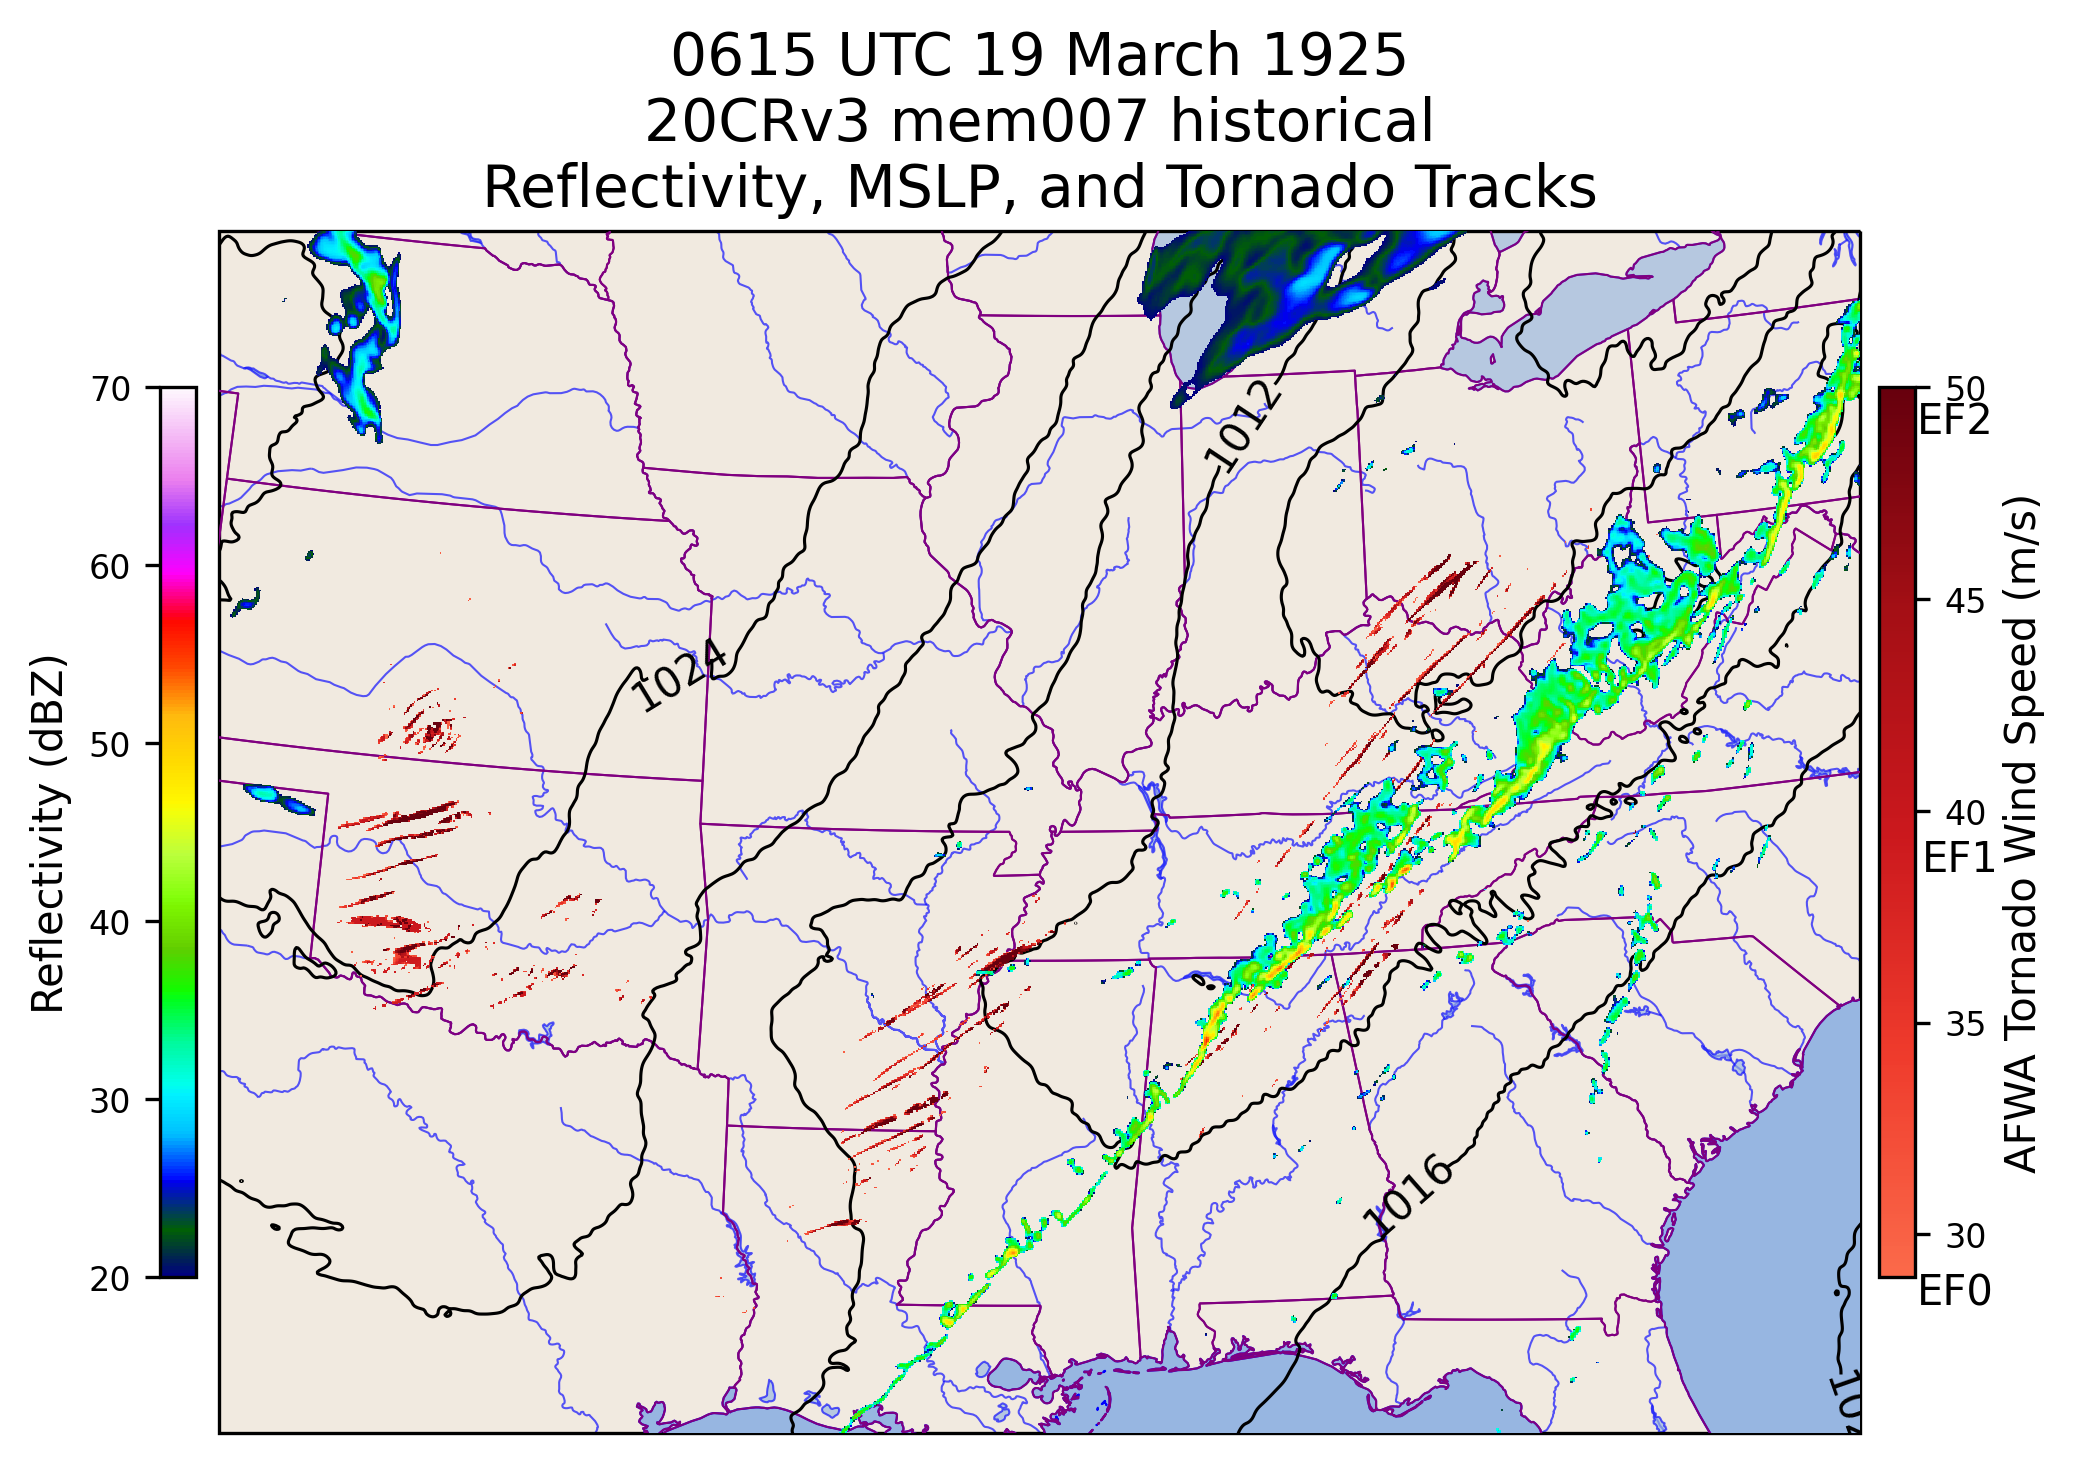 0615 UTC 19 March 1925
20CRv3 mem007 historical
Reflectivity, MSLP, and Tornado Tracks
70
60
50
40
30
20
Reflectivity (dBZ)
1012
1024
1016
50
EF2
45
40
EF1
35
30
EF0
AFWA Tornado Wind Speed (m/s)